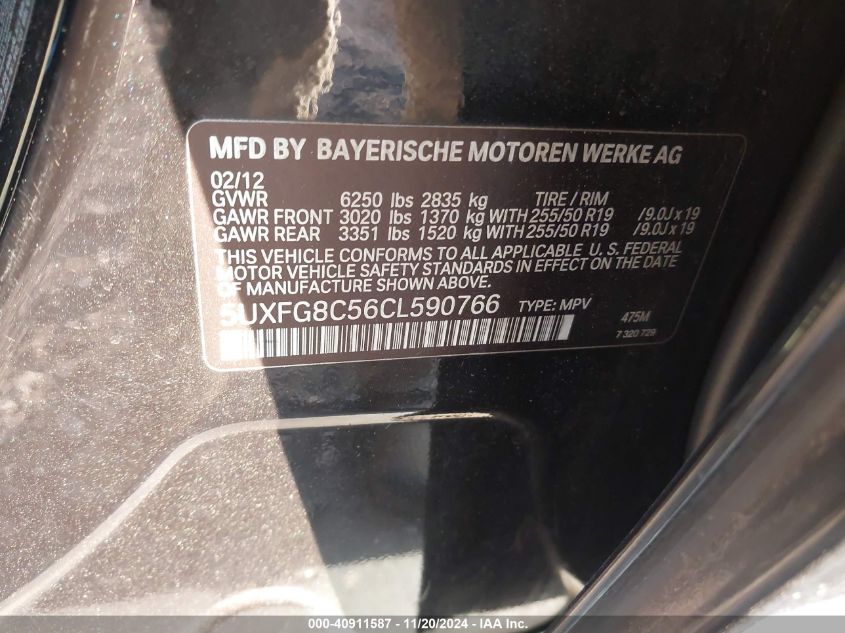 MFD BY BAYERISCHE MOTOREN WERKE AG
02/12
GVWR 6250 lbs 2835 kg TIRE / RIM
GAWR FRONT 3020 lbs 1370 kg WITH 255/50 R19 /9.0J x 19
GAWR REAR 3351 lbs 1520 kg WITH 255/50 R19 /9.0J x 19
THIS VEHICLE CONFORMS TO ALL APPLICABLE U. S. FEDERAL
MOTOR VEHICLE SAFETY STANDARDS IN EFFECT ON THE DATE
OF MANUFACTURE SHOWN ABOVE.
5UXFG8C56CL590766 TYPE: MPV 475M
7 320 729
000-40911587 - 11/20/2024 - IAA Inc. (COPYRIGHT)